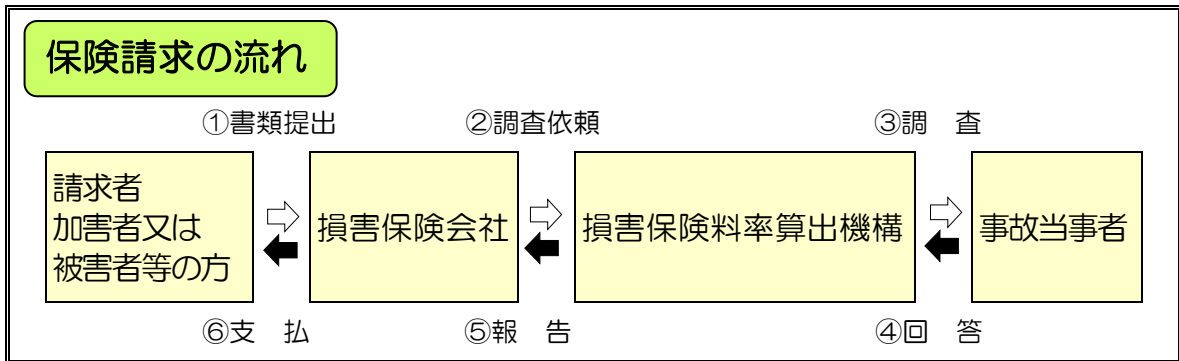 保険請求の流れ
①書類提出
②調査依頼
③調　査
請求者
加害者又は
被害者等の方
損害保険会社
損害保険料率算出機構
事故当事者
⑥支　払
⑤報　告
④回　答